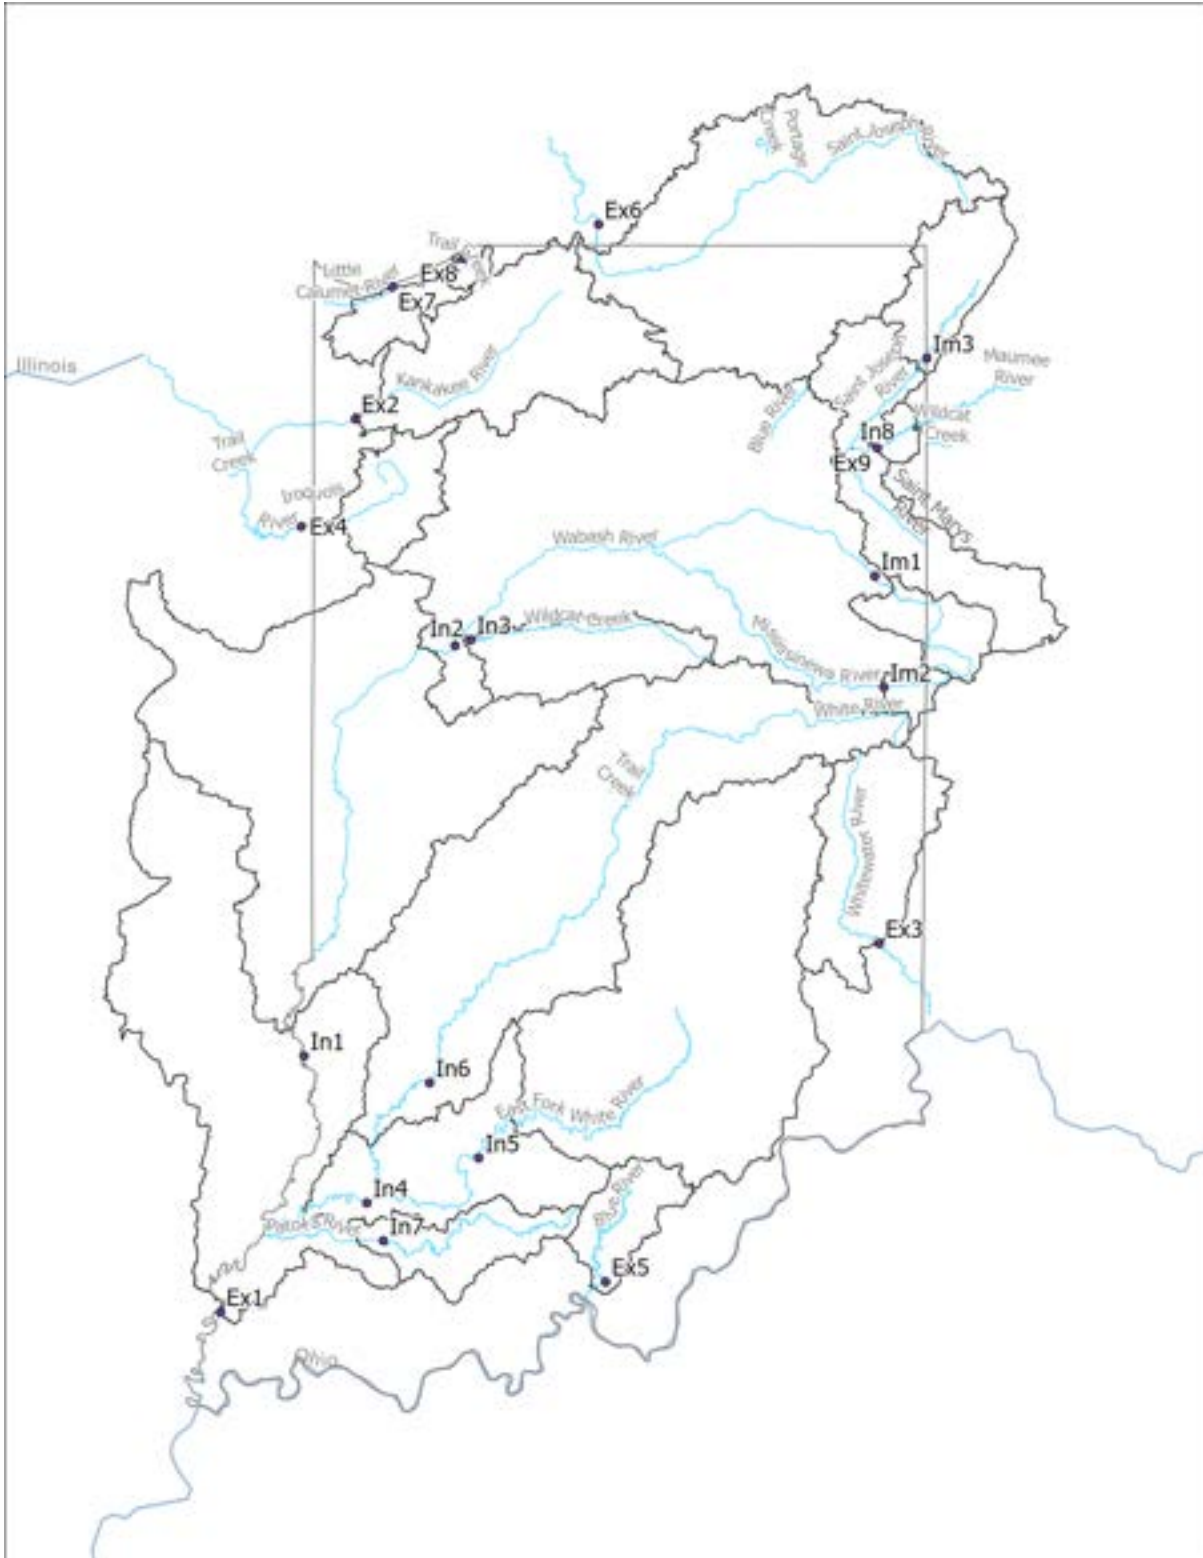 Portage
Creek
Saint Joseph River
Ex6
Trail
Little
Calumet River
Ex8
Ex7
Illinois
Kankakee River
Ex2
Saint Joseph
River
Im3
Maumee
River
Blue River
Wildcat
Creek
In8
Ex9
Trail
Creek
Iroquois
River
Ex4
Saint Marys
River
Wabash River
Im1
In2
In3
Wildcat Creek
Mississinewa River
Im2
White River
Trail
Creek
Whitewater River
Ex3
In1
In6
East Fork White River
In5
In4
Patoka River
In7
Blue River
Ex5
Ex1
Ohio